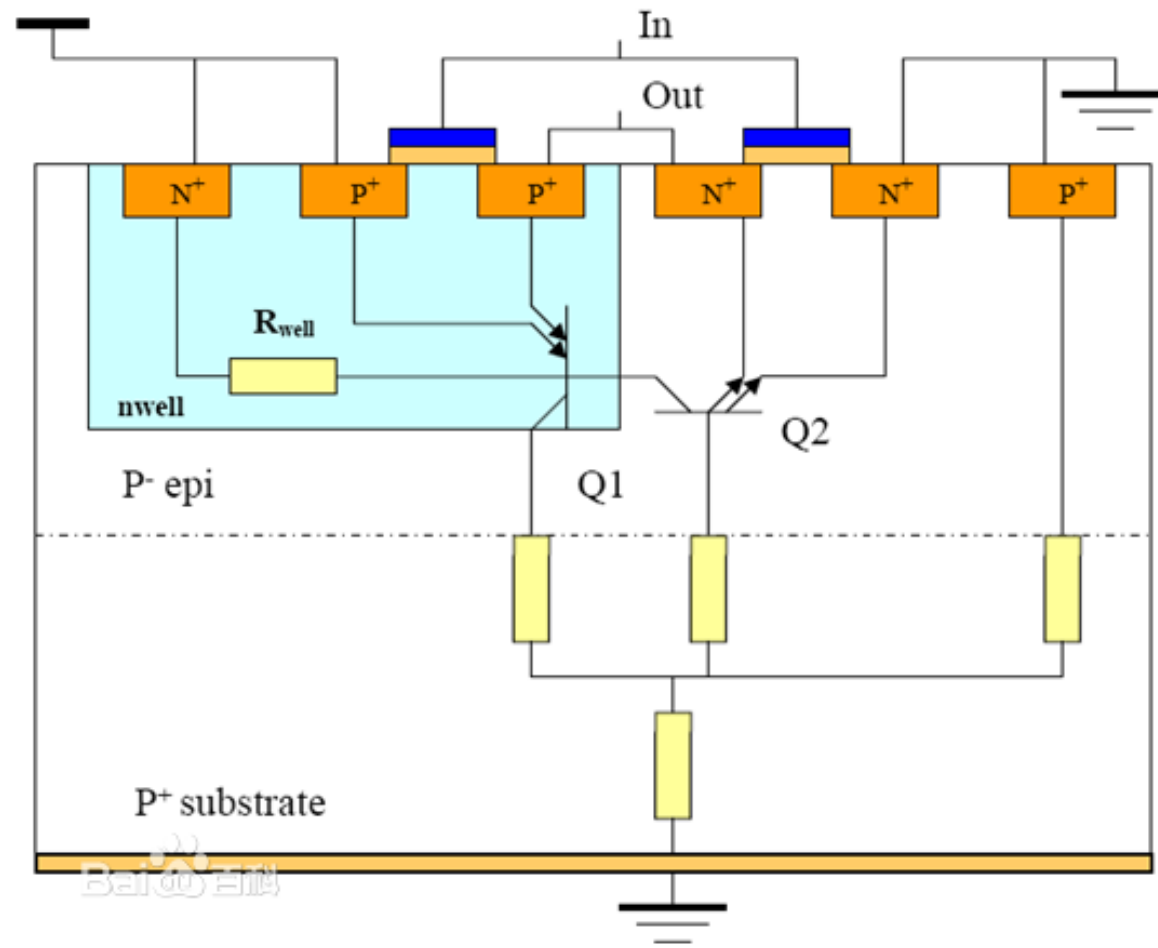 In
Out
N+ P+ P+ N+ N+ P+
Rwell
nwell
Q2
P- epi
Q1
P+ substrate
Bai百科